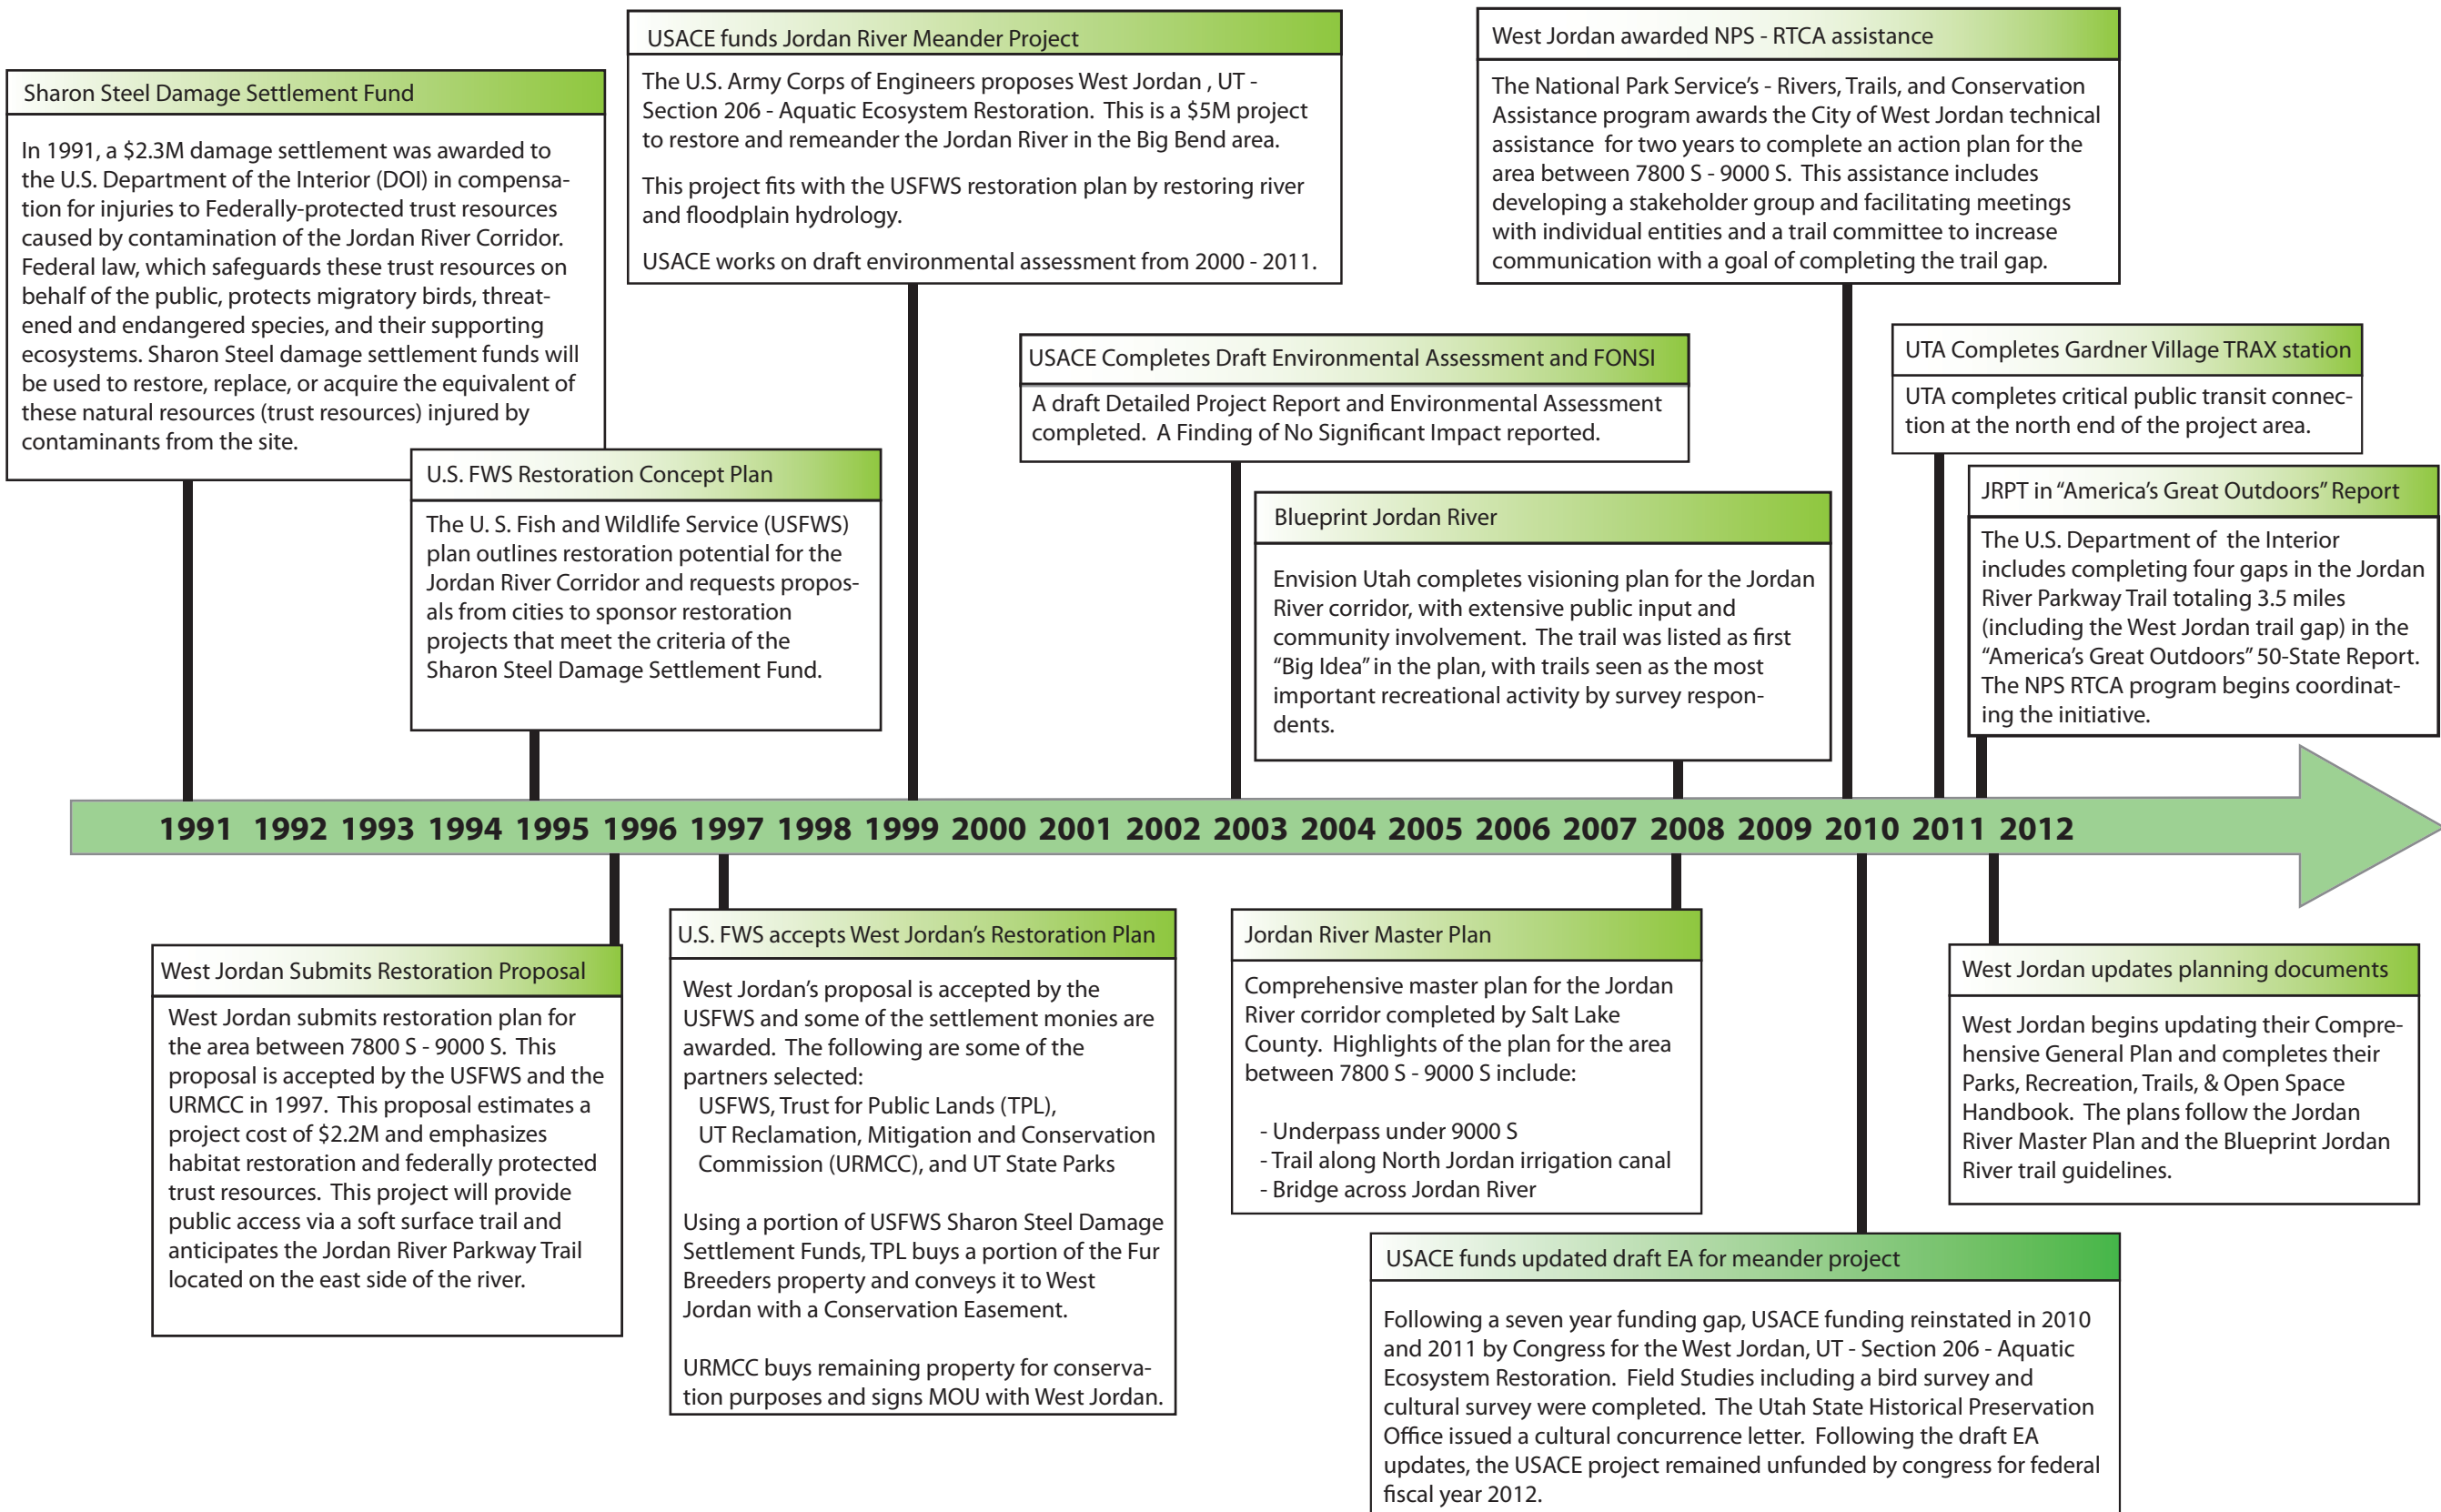 Sharon Steel Damage Settlement Fund
In 1991, a $2.3M damage settlement was awarded to
the U.S. Department of the Interior (DOI) in compensa-
tion for injuries to Federally-protected trust resources
caused by contamination of the Jordan River Corridor.
Federal law, which safeguards these trust resources on
behalf of the public, protects migratory birds, threat-
ened and endangered species, and their supporting
ecosystems. Sharon Steel damage settlement funds will
be used to restore, replace, or acquire the equivalent of
these natural resources (trust resources) injured by
contaminants from the site.
U.S. FWS Restoration Concept Plan
The U. S. Fish and Wildlife Service (USFWS)
plan outlines restoration potential for the
Jordan River Corridor and requests propos-
als from cities to sponsor restoration
projects that meet the criteria of the
Sharon Steel Damage Settlement Fund.
USACE funds Jordan River Meander Project
The U.S. Army Corps of Engineers proposes West Jordan , UT -
Section 206 - Aquatic Ecosystem Restoration. This is a $5M project
to restore and remeander the Jordan River in the Big Bend area.
This project fits with the USFWS restoration plan by restoring river
and floodplain hydrology.
USACE works on draft environmental assessment from 2000 - 2011.
USACE Completes Draft Environmental Assessment and FONSI
A draft Detailed Project Report and Environmental Assessment
completed. A Finding of No Significant Impact reported.
Blueprint Jordan River
Envision Utah completes visioning plan for the Jordan
River corridor, with extensive public input and
community involvement. The trail was listed as first
“Big Idea” in the plan, with trails seen as the most
important recreational activity by survey respon-
dents.
West Jordan awarded NPS - RTCA assistance
The National Park Service’s - Rivers, Trails, and Conservation
Assistance program awards the City of West Jordan technical
assistance for two years to complete an action plan for the
area between 7800 S - 9000 S. This assistance includes
developing a stakeholder group and facilitating meetings
with individual entities and a trail committee to increase
communication with a goal of completing the trail gap.
UTA Completes Gardner Village TRAX station
UTA completes critical public transit connec-
tion at the north end of the project area.
JRPT in “America’s Great Outdoors” Report
The U.S. Department of the Interior
includes completing four gaps in the Jordan
River Parkway Trail totaling 3.5 miles
(including the West Jordan trail gap) in the
“America’s Great Outdoors” 50-State Report.
The NPS RTCA program begins coordinat-
ing the initiative.
1991 1992 1993 1994 1995 1996 1997 1998 1999 2000 2001 2002 2003 2004 2005 2006 2007 2008 2009 2010 2011 2012
West Jordan Submits Restoration Proposal
West Jordan submits restoration plan for
the area between 7800 S - 9000 S. This
proposal is accepted by the USFWS and the
URMCC in 1997. This proposal estimates a
project cost of $2.2M and emphasizes
habitat restoration and federally protected
trust resources. This project will provide
public access via a soft surface trail and
anticipates the Jordan River Parkway Trail
located on the east side of the river.
U.S. FWS accepts West Jordan’s Restoration Plan
West Jordan’s proposal is accepted by the
USFWS and some of the settlement monies are
awarded. The following are some of the
partners selected:
USFWS, Trust for Public Lands (TPL),
UT Reclamation, Mitigation and Conservation
Commission (URMCC), and UT State Parks
Using a portion of USFWS Sharon Steel Damage
Settlement Funds, TPL buys a portion of the Fur
Breeders property and conveys it to West
Jordan with a Conservation Easement.
URMCC buys remaining property for conserva-
tion purposes and signs MOU with West Jordan.
Jordan River Master Plan
Comprehensive master plan for the Jordan
River corridor completed by Salt Lake
County. Highlights of the plan for the area
between 7800 S - 9000 S include:
- Underpass under 9000 S
- Trail along North Jordan irrigation canal
- Bridge across Jordan River
USACE funds updated draft EA for meander project
Following a seven year funding gap, USACE funding reinstated in 2010
and 2011 by Congress for the West Jordan, UT - Section 206 - Aquatic
Ecosystem Restoration. Field Studies including a bird survey and
cultural survey were completed. The Utah State Historical Preservation
Office issued a cultural concurrence letter. Following the draft EA
updates, the USACE project remained unfunded by congress for federal
fiscal year 2012.
West Jordan updates planning documents
West Jordan begins updating their Compre-
hensive General Plan and completes their
Parks, Recreation, Trails, & Open Space
Handbook. The plans follow the Jordan
River Master Plan and the Blueprint Jordan
River trail guidelines.